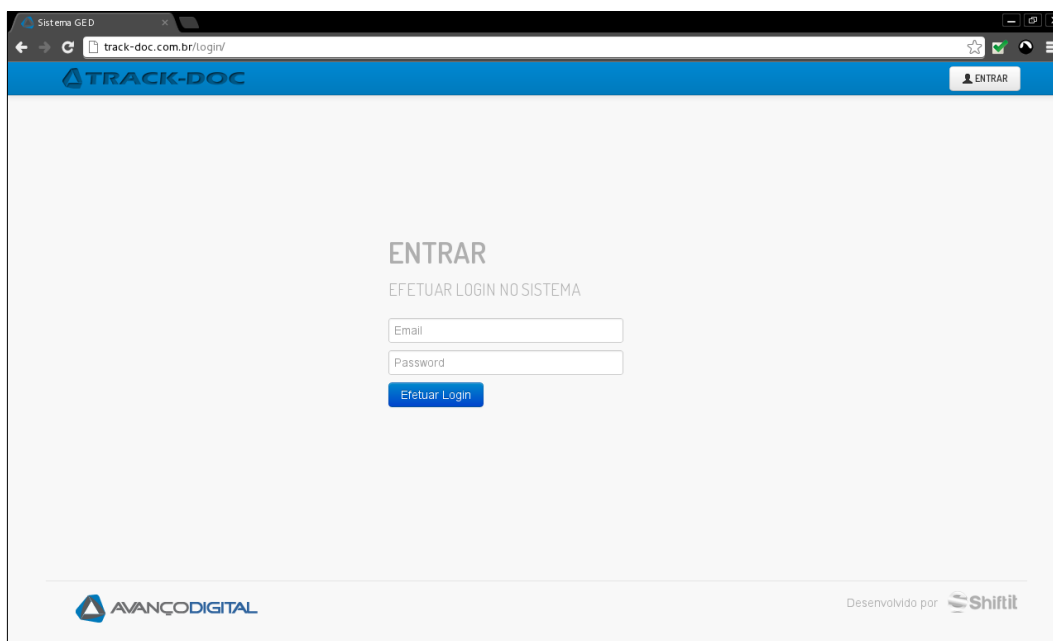 Sistema GED
track-doc.com.br/login/
TRACK-DOC
ENTRAR
ENTRAR
EFETUAR LOGIN NO SISTEMA
Email
Password
Efetuar Login
AVANÇODIGITAL
Desenvolvido por Shiftit